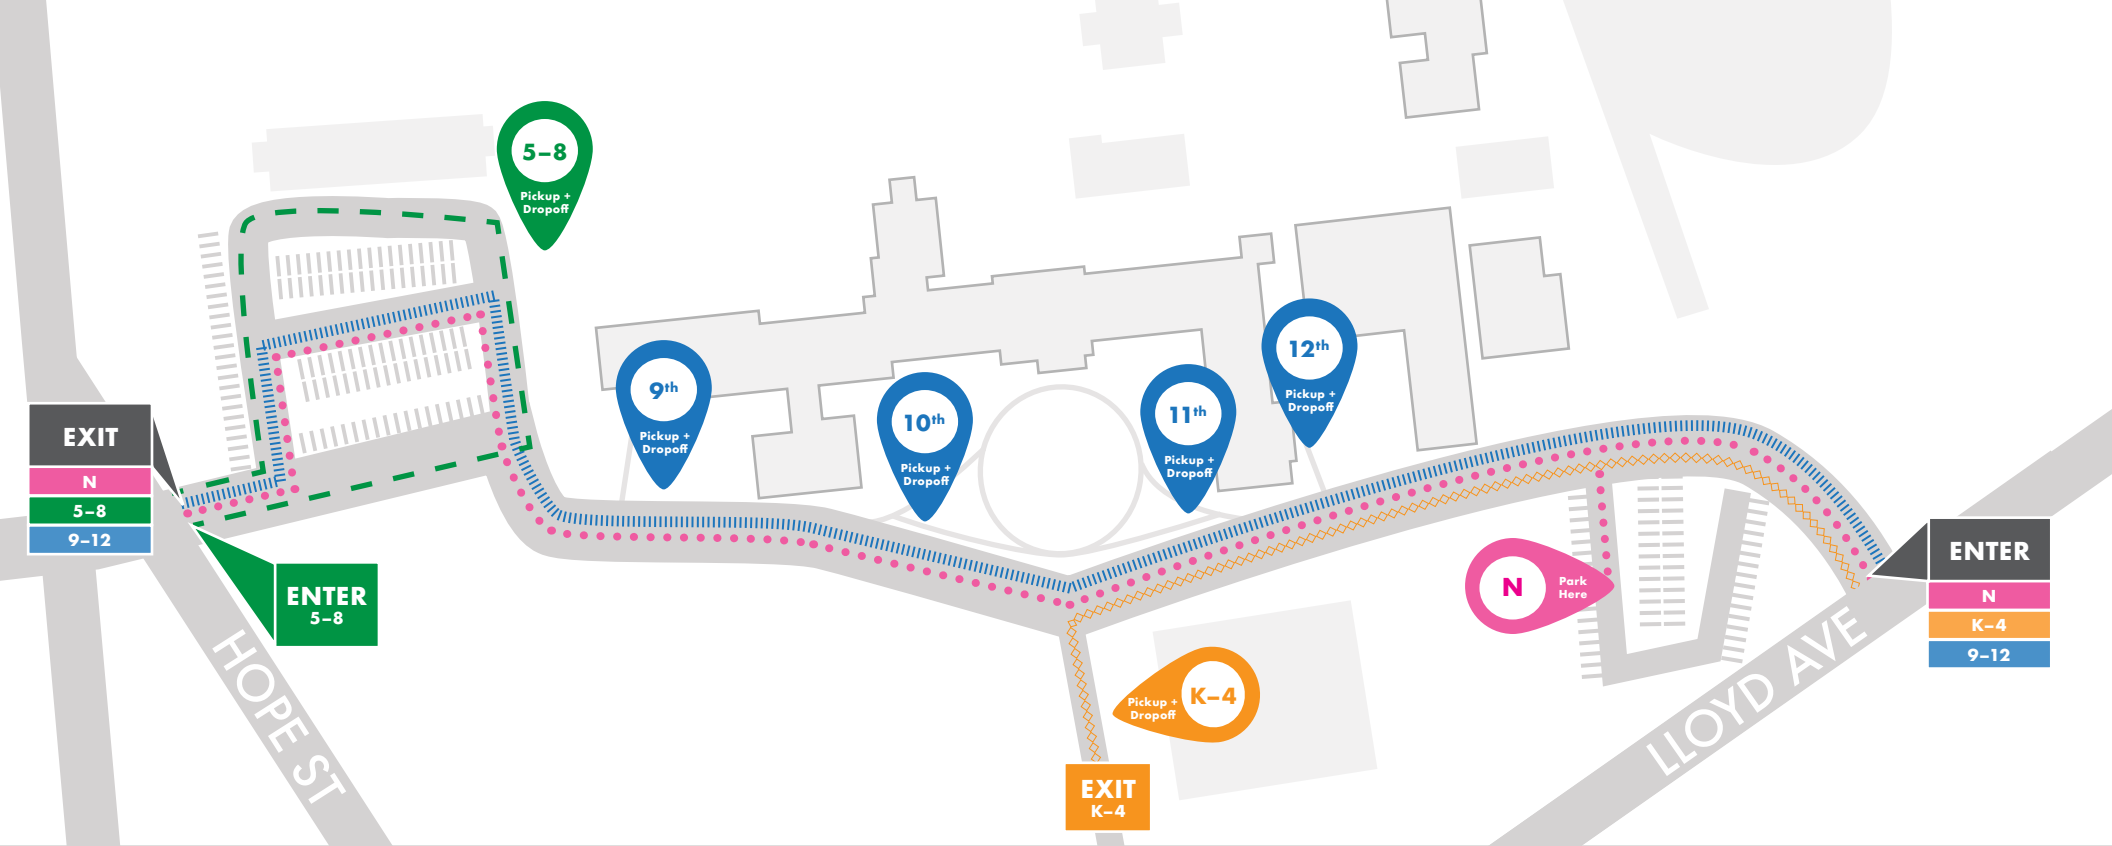 5–8
Pickup +
Dropoff
9th
Pickup +
Dropoff
10th
Pickup +
Dropoff
11th
Pickup +
Dropoff
12th
Pickup +
Dropoff
EXIT
N
5–8
9–12
ENTER
5–8
HOPE ST
N
Park
Here
K–4
Pickup +
Dropoff
EXIT
K–4
ENTER
N
K–4
9–12
LLOYD AVE